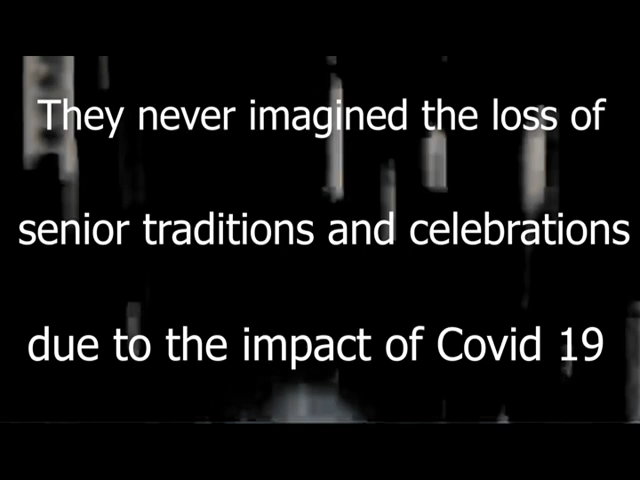 They never imagined the loss of
senior traditions and celebrations
due to the impact of Covid 19